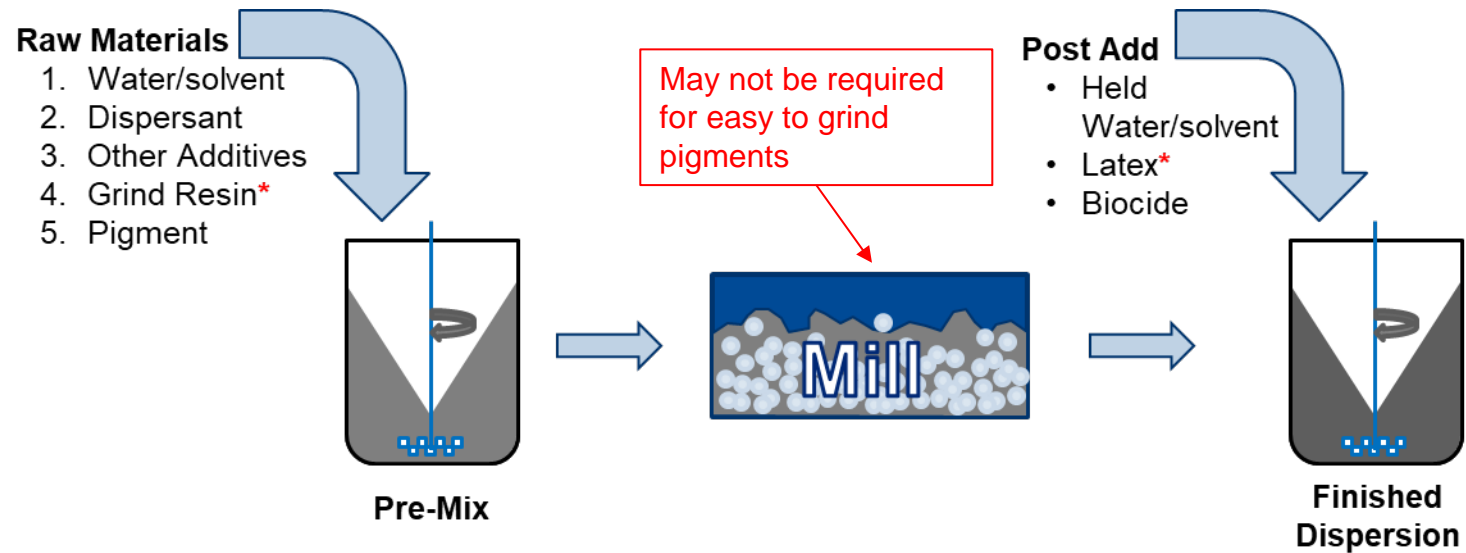 Raw Materials
1. Water/solvent
2. Dispersant
3. Other Additives
4. Grind Resin*
5. Pigment
Pre-Mix
May not be required
for easy to grind
pigments
Mill
Post Add
• Held
Water/solvent
• Latex*
• Biocide
Finished
Dispersion